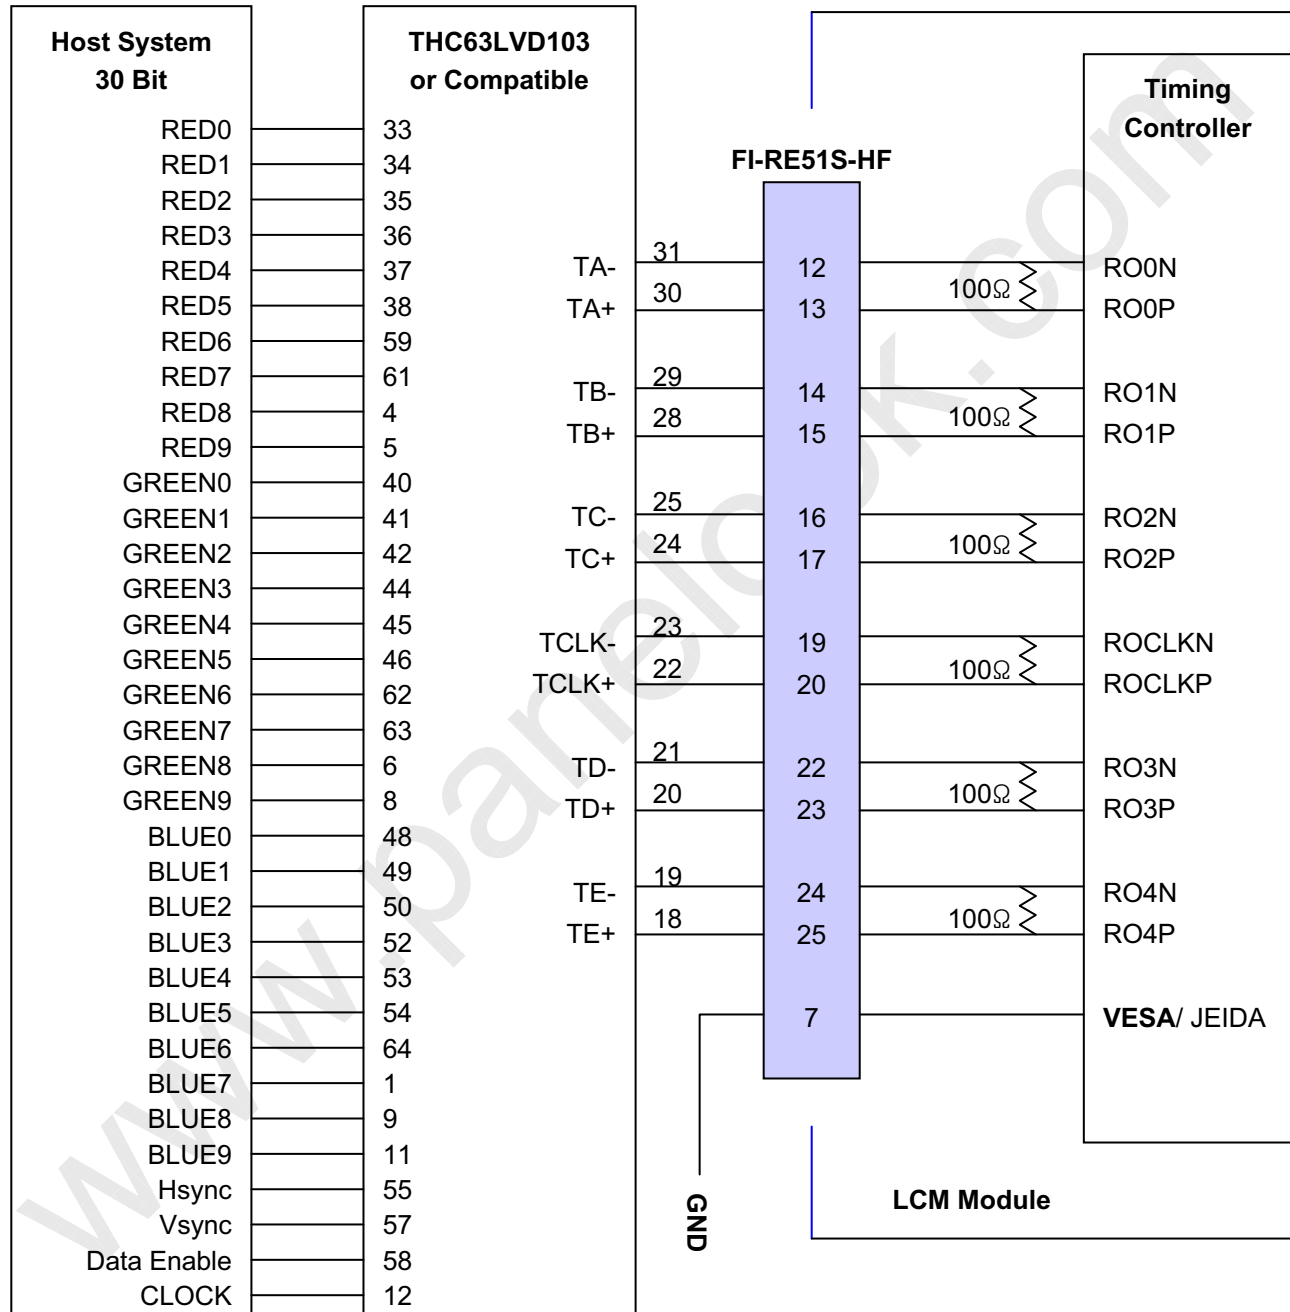 Host System
30 Bit
RED0 33
RED1 34
RED2 35
RED3 36
RED4 37
RED5 38
RED6 59
RED7 61
RED8 4
RED9 5
GREEN0 40
GREEN1 41
GREEN2 42
GREEN3 44
GREEN4 45
GREEN5 46
GREEN6 62
GREEN7 63
GREEN8 6
GREEN9 8
BLUE0 48
BLUE1 49
BLUE2 50
BLUE3 52
BLUE4 53
BLUE5 54
BLUE6 64
BLUE7 1
BLUE8 9
BLUE9 11
Hsync 55
Vsync 57
Data Enable 58
CLOCK 12
THC63LVD103
or Compatible
FI-RE51S-HF
Timing
Controller
TA- 31 12 RO0N
100Ω
TA+ 30 13 RO0P
TB- 29 14 RO1N
100Ω
TB+ 28 15 RO1P
TC- 25 16 RO2N
100Ω
TC+ 24 17 RO2P
TCLK- 23 19 ROCLKN
100Ω
TCLK+ 22 20 ROCLKP
TD- 21 22 RO3N
100Ω
TD+ 20 23 RO3P
TE- 19 24 RO4N
100Ω
TE+ 18 25 RO4P
7 VESA/ JEIDA
GND
LCM Module
www.panelook.com